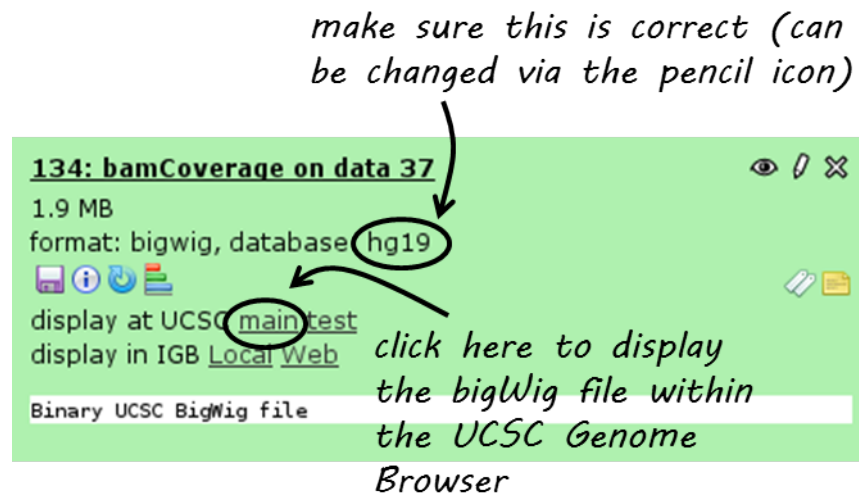 make sure this is correct (can
be changed via the pencil icon)
134: bamCoverage on data 37
1.9 MB
format: bigwig, database hg19
display at UCSC main test
display in IGB Local Web
Binary UCSC BigWig file
click here to display
the bigWig file within
the UCSC Genome
Browser